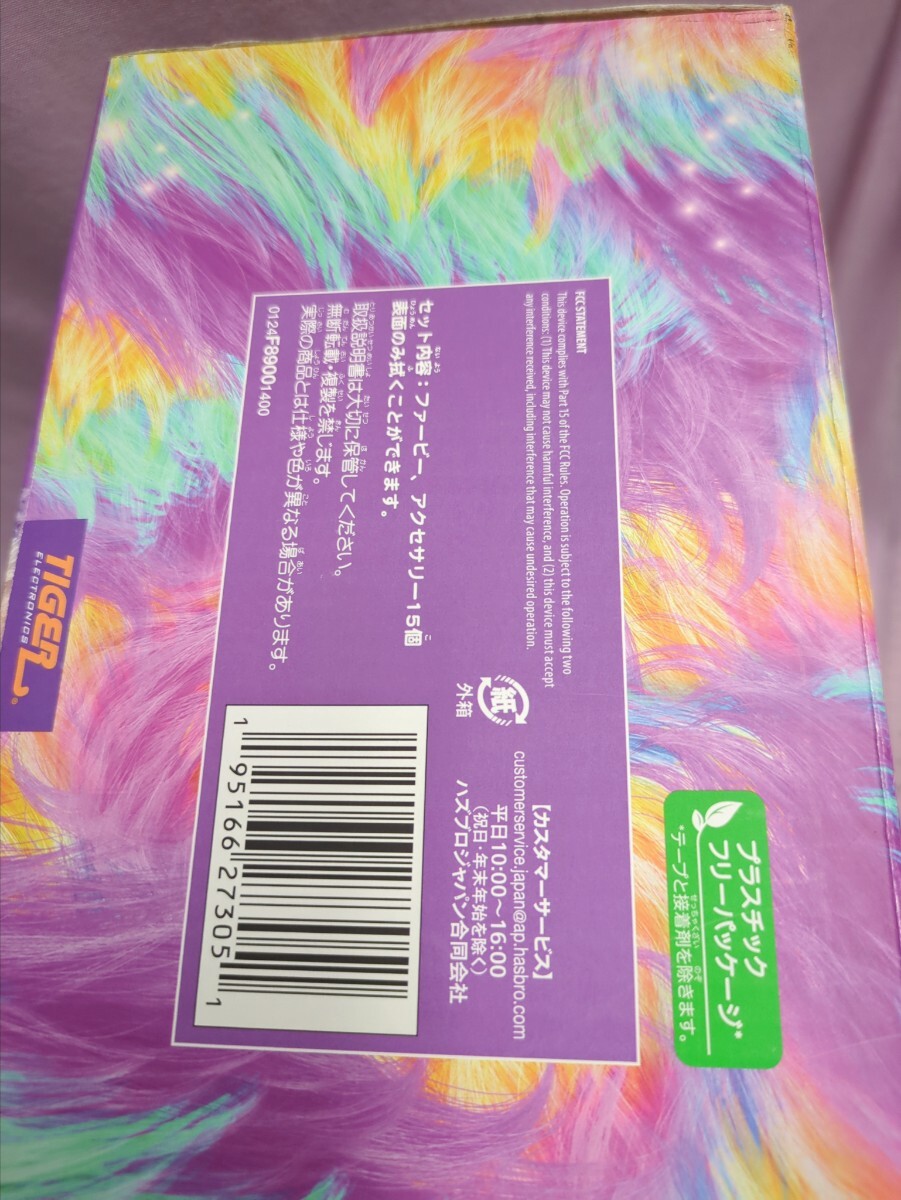 FCC STATEMENT
This device complies with Part 15 of the FCC Rules. Operation is subject to the following two
conditions: (1) This device may not cause harmful interference, and (2) this device must accept
any interference received, including interference that may cause undesired operation.
セット内容：ファービー、アクセサリー15個
表面のみ拭くことができます。
取扱説明書は大切に保管してください。
無断転載・複製を禁じます。
実際の商品とは仕様や色が異なる場合があります。
0124F89001400
紙
外箱
【カスタマーサービス】
customerservice.japan@ap.hasbro.com
平日10:00～16:00
（祝日・年末年始を除く）
ハズブロジャパン合同会社
1 95166 27305 1
プラスチック
フリーパッケージ*
*テープと接着剤を除きます。
TIGER
ELECTRONICS